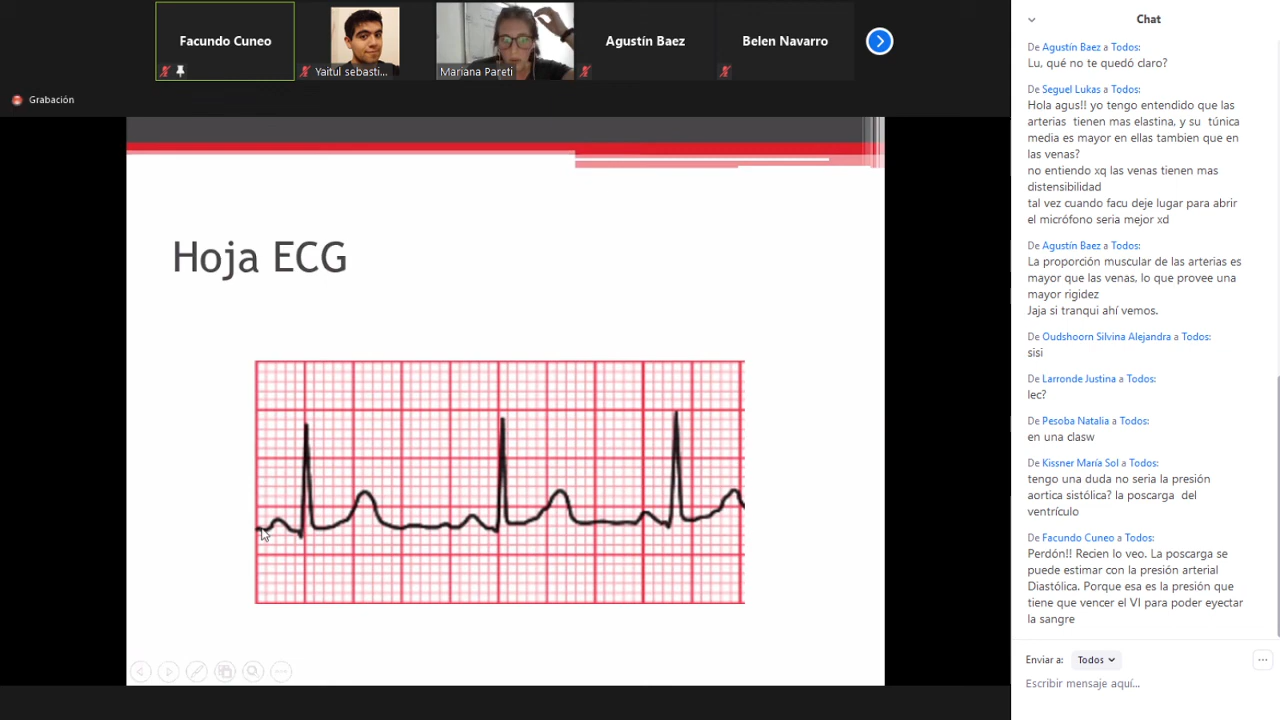 Facundo Cuneo
Yaitul sebasti...
Mariana Pareti
Agustín Baez
Belen Navarro
Grabación
Hoja ECG
Chat
De Agustín Baez a Todos:
Lu, qué no te quedó claro?
De Seguel Lukas a Todos:
Hola agus!! yo tengo entendido que las
arterias tienen mas elastina, y su túnica
media es mayor en ellas tambien que en
las venas?
no entiendo xq las venas tienen mas
distensibilidad
tal vez cuando facu deje lugar para abrir
el micrófono seria mejor xd
De Agustín Baez a Todos:
La proporción muscular de las arterias es
mayor que las venas, lo que provee una
mayor rigidez
Jaja si tranqui ahí vemos.
De Oudshoorn Silvina Alejandra a Todos:
sisi
De Larronde Justina a Todos:
lec?
De Pesoba Natalia a Todos:
en una clasw
De Kissner María Sol a Todos:
tengo una duda no seria la presión
aortica sistólica? la poscarga del
ventrículo
De Facundo Cuneo a Todos:
Perdón!! Recien lo veo. La poscarga se
puede estimar con la presión arterial
Diastólica. Porque esa es la presión que
tiene que vencer el VI para poder eyectar
la sangre
Enviar a: Todos
Escribir mensaje aquí...